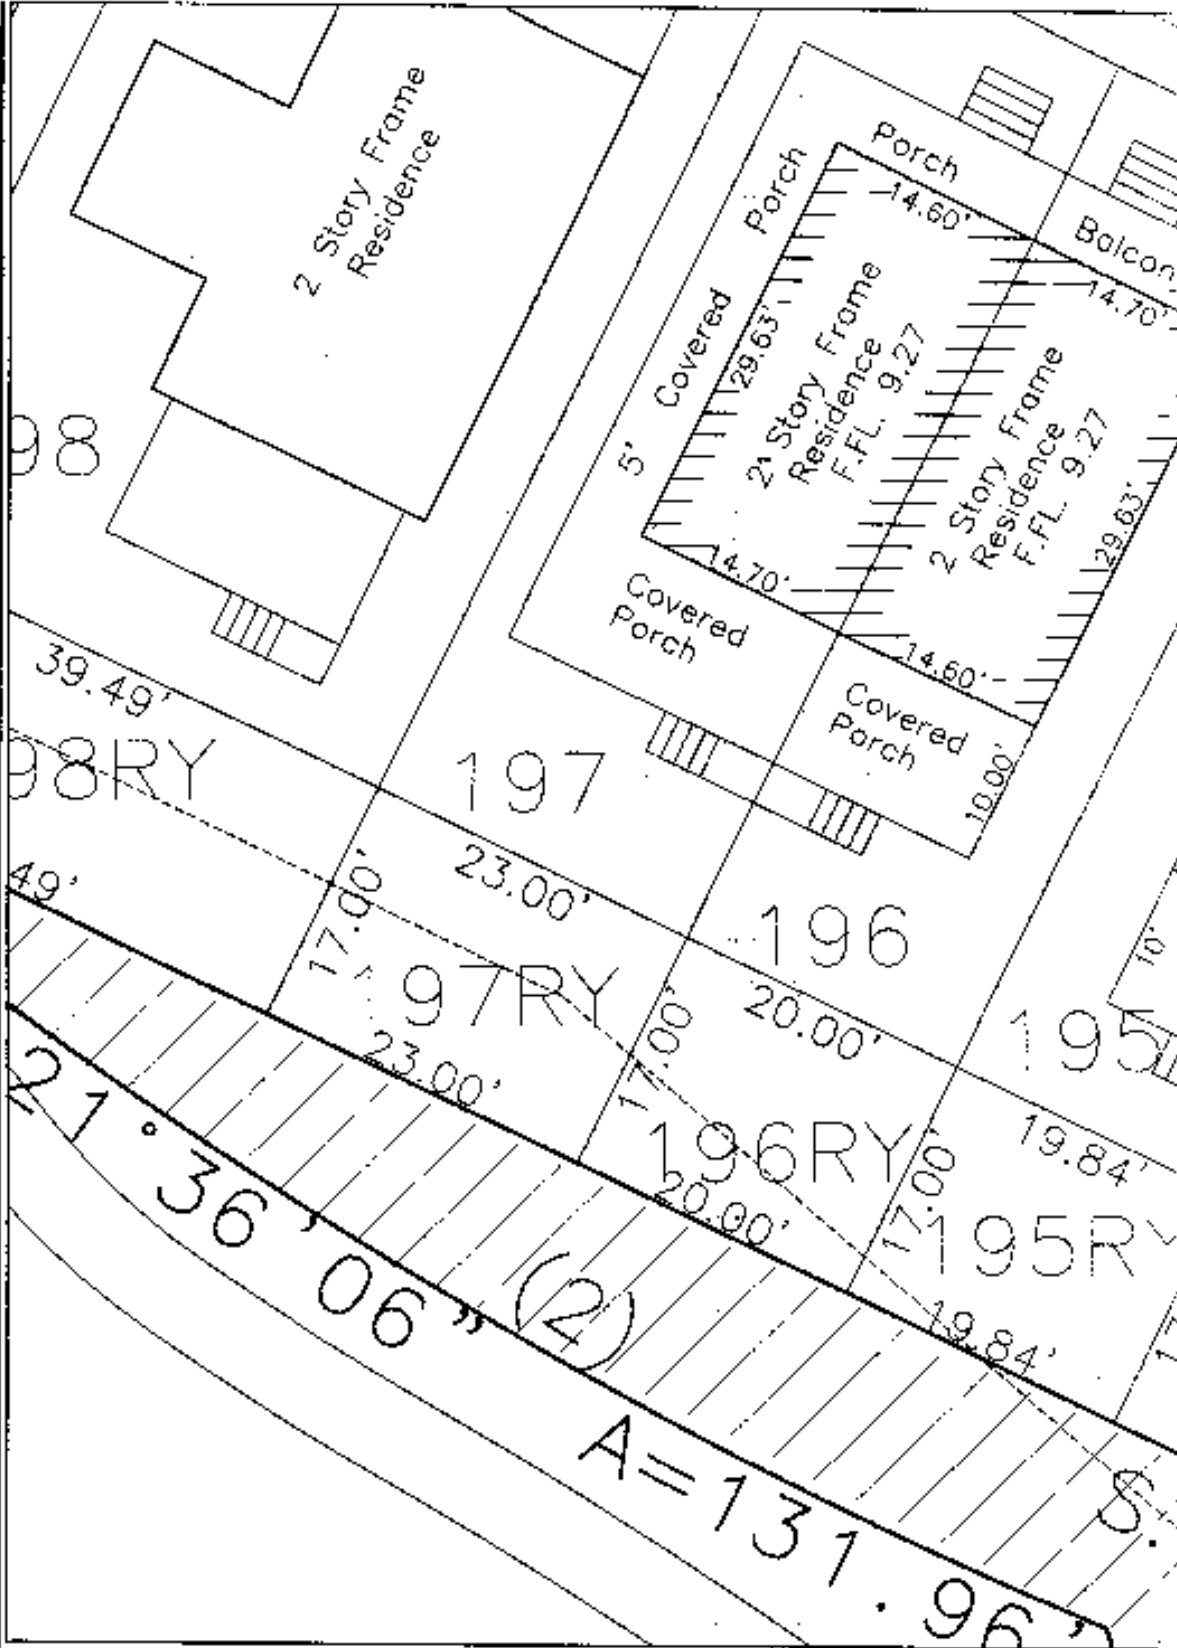 2 Story Frame
Residence
Porch
Porch
Covered
5'
14.60'
Balcon
14.70'
29.63'
2 Story Frame
Residence
F.FL. 9.27
2 Story Frame
Residence
F.FL. 9.27
29.63'
98
14.70'
Covered
Porch
14.60'
Covered
Porch
10.00'
39.49'
98RY
197
23.00'
49'
17.00'
196
10'
97RY
20.00'
195
23.00'
17.00'
196RY
19.84'
20.00'
17.00'
195RY
21°36'06"
(2)
19.84'
17
A=131.96'
S.